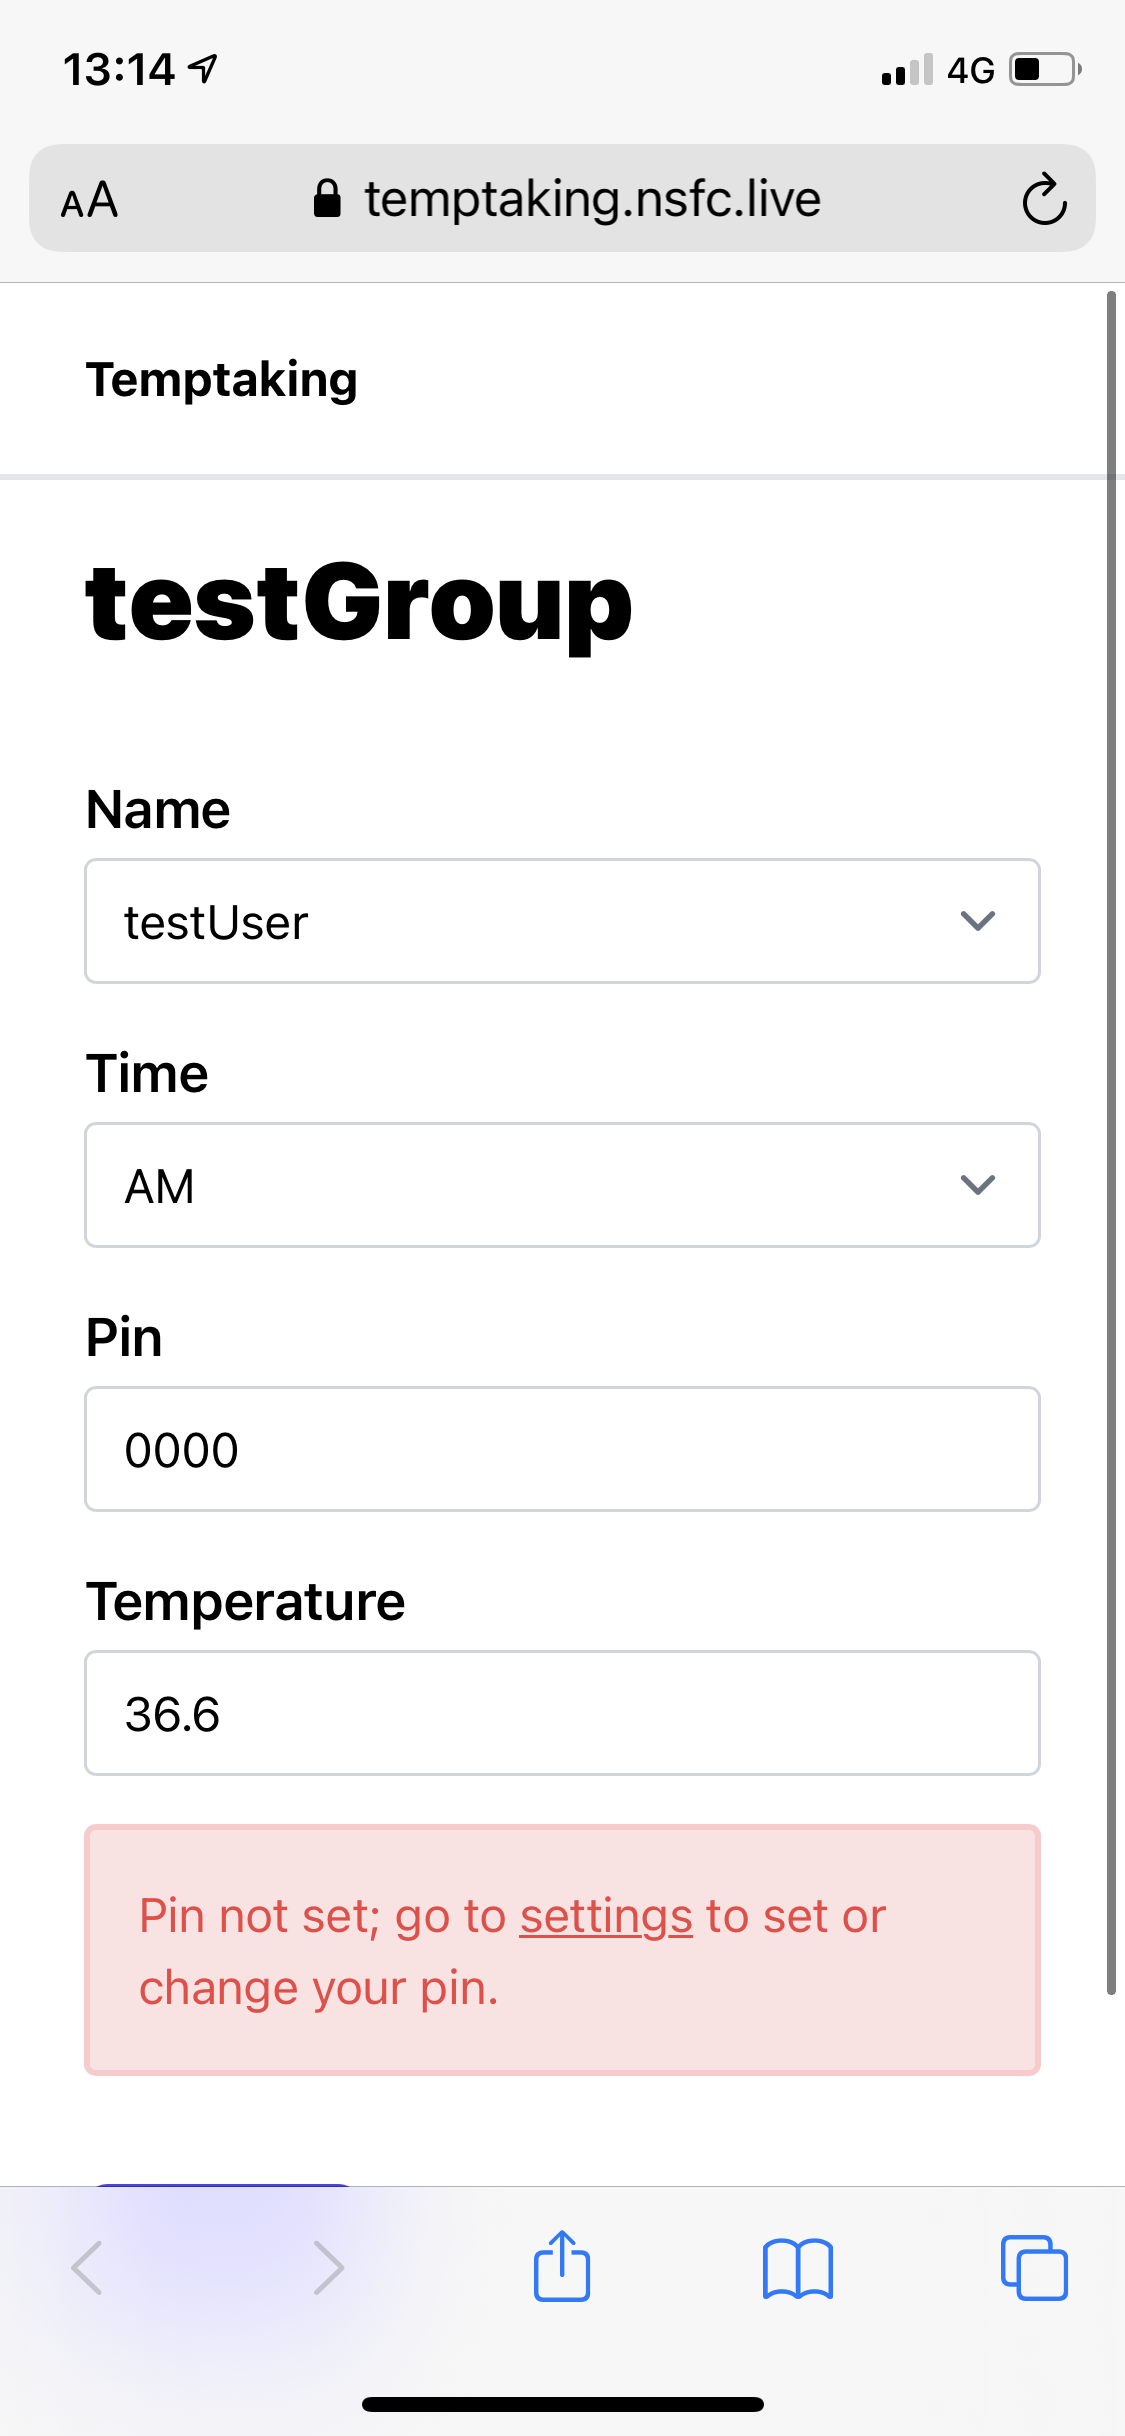 13:14
4G
AA
temptaking.nsfc.live
Temptaking
testGroup
Name
testUser
Time
AM
Pin
0000
Temperature
36.6
Pin not set; go to settings to set or
change your pin.